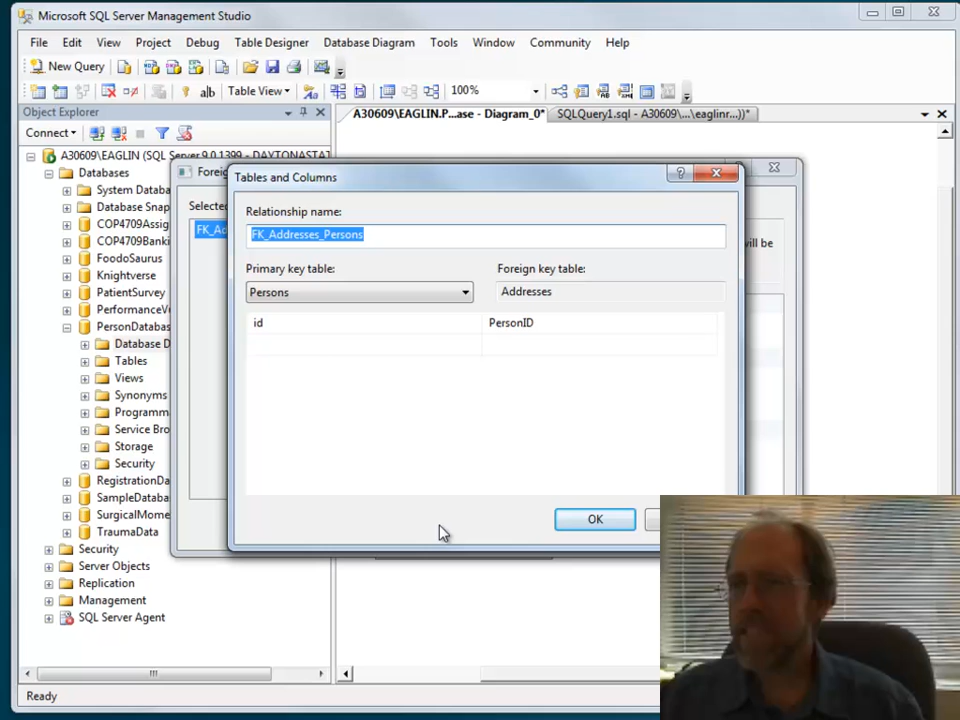 Microsoft SQL Server Management Studio
File Edit View Project Debug Table Designer Database Diagram Tools Window Community Help
New Query
Table View 100%
Object Explorer
A30609\EAGLIN.P...ase - Diagram_0* SQLQuery1.sql - A30609\...\eaglinr...))*
Connect
A30609\EAGLIN (SQL Server 9.0.1399 - DAYTONASTAT
Databases
System Databa
Database Snap
COP4709Assig
COP4709Banki
FoodoSaurus
Knightverse
PatientSurvey
PerformanceV
PersonDatabas
Database D
Tables
Views
Synonyms
Programm
Service Bro
Storage
Security
RegistrationDa
SampleDataba
SurgicalMome
TraumaData
Security
Server Objects
Replication
Management
SQL Server Agent
Ready
Foreig
Selected
FK_Ad
will be
Tables and Columns
Relationship name:
FK_Addresses_Persons
Primary key table: Foreign key table:
Persons Addresses
id PersonID
OK